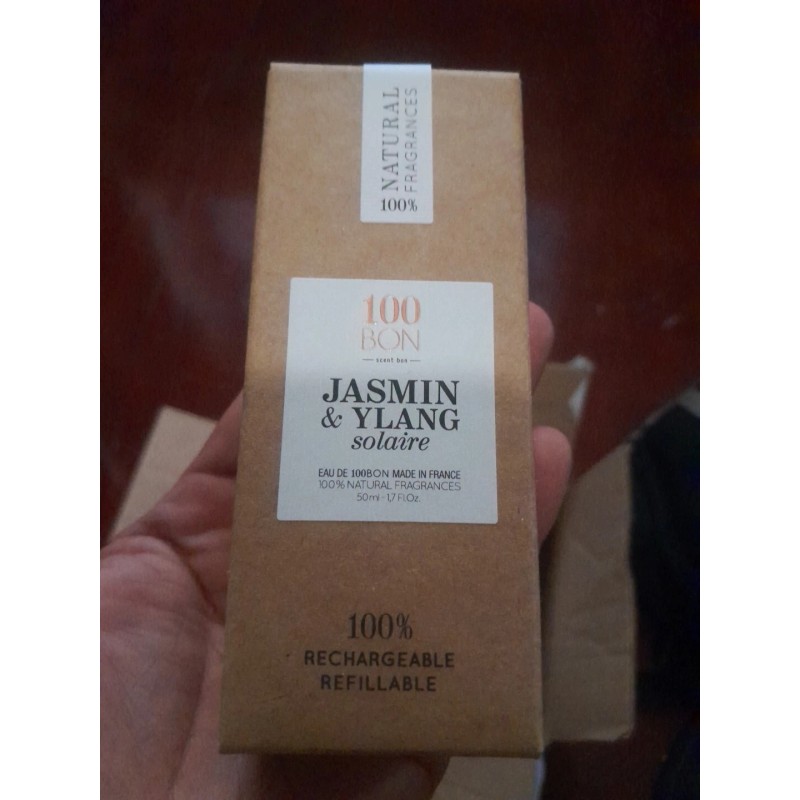 NATURAL
FRAGRANCES
100%
100
BON
scent bon
JASMIN
& YLANG
solaire
EAU DE 100BON MADE IN FRANCE
100% NATURAL FRAGRANCES
50ml - 1,7 Fl.Oz.
100%
RECHARGEABLE
REFILLABLE